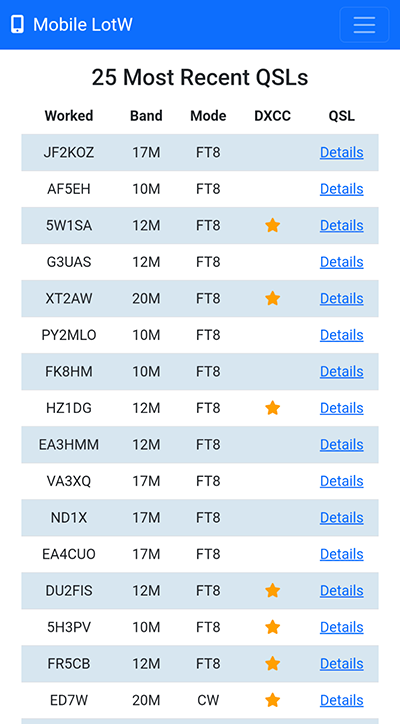 Mobile LotW
25 Most Recent QSLs
Worked Band Mode DXCC QSL
JF2KOZ 17M FT8 Details
AF5EH 10M FT8 Details
5W1SA 12M FT8 Details
G3UAS 12M FT8 Details
XT2AW 20M FT8 Details
PY2MLO 10M FT8 Details
FK8HM 10M FT8 Details
HZ1DG 12M FT8 Details
EA3HMM 12M FT8 Details
VA3XQ 17M FT8 Details
ND1X 17M FT8 Details
EA4CUO 17M FT8 Details
DU2FIS 12M FT8 Details
5H3PV 10M FT8 Details
FR5CB 12M FT8 Details
ED7W 20M CW Details